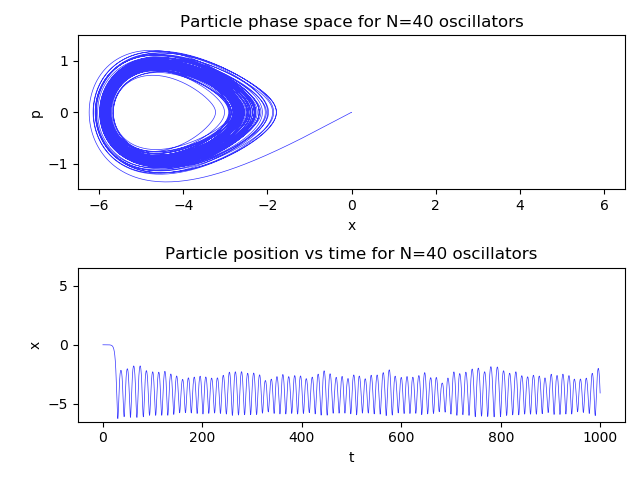 Particle phase space for N=40 oscillators
1
0
−1
p
−6 −4 −2 0 2 4 6
x
Particle position vs time for N=40 oscillators
5
0
−5
x
0 200 400 600 800 1000
t